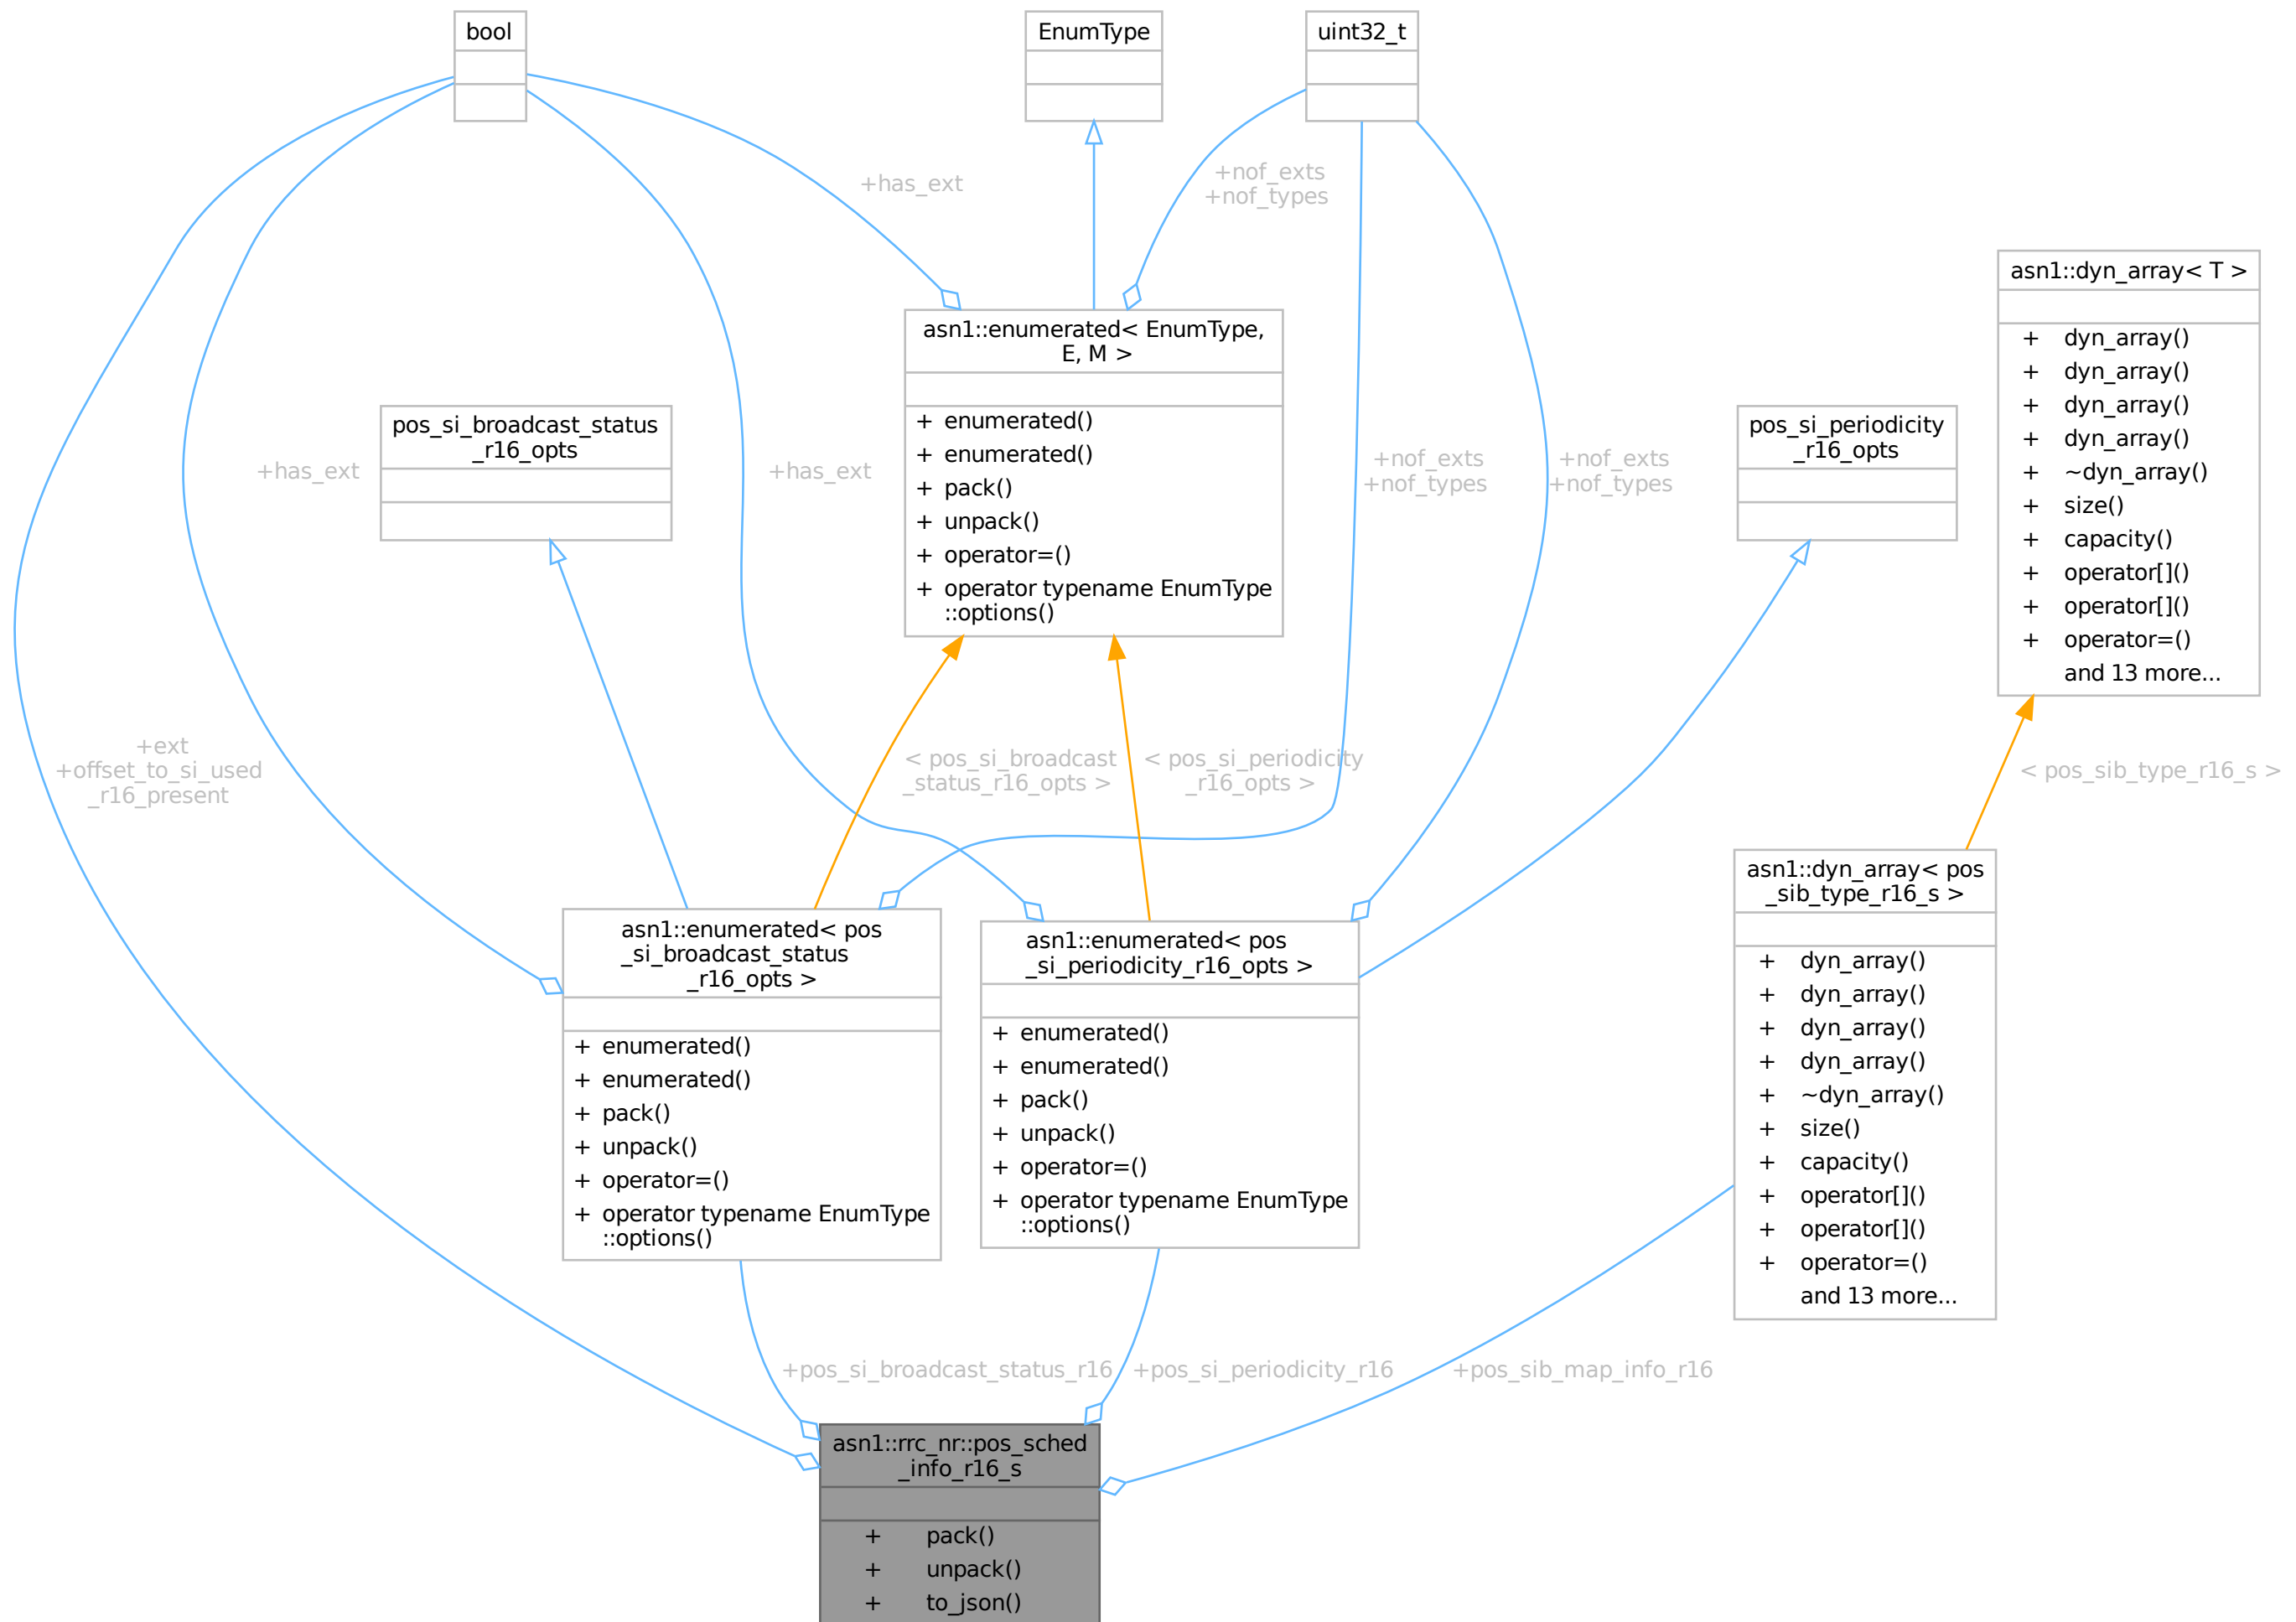 bool
EnumType
uint32_t
+has_ext
+nof_exts
+nof_types
asn1::dyn_array< T >
+ dyn_array()
+ dyn_array()
+ dyn_array()
+ dyn_array()
+ ~dyn_array()
+ size()
+ capacity()
+ operator[]()
+ operator[]()
+ operator=()
and 13 more...
asn1::enumerated< EnumType,
E, M >
+ enumerated()
+ enumerated()
+ pack()
+ unpack()
+ operator=()
+ operator typename EnumType
::options()
pos_si_broadcast_status
_r16_opts
pos_si_periodicity
_r16_opts
+has_ext
+has_ext
+nof_exts
+nof_types
+nof_exts
+nof_types
+ext
+offset_to_si_used
_r16_present
< pos_si_broadcast
_status_r16_opts >
< pos_si_periodicity
_r16_opts >
< pos_sib_type_r16_s >
asn1::enumerated< pos
_si_broadcast_status
_r16_opts >
+ enumerated()
+ enumerated()
+ pack()
+ unpack()
+ operator=()
+ operator typename EnumType
::options()
asn1::enumerated< pos
_si_periodicity_r16_opts >
+ enumerated()
+ enumerated()
+ pack()
+ unpack()
+ operator=()
+ operator typename EnumType
::options()
asn1::dyn_array< pos
_sib_type_r16_s >
+ dyn_array()
+ dyn_array()
+ dyn_array()
+ dyn_array()
+ ~dyn_array()
+ size()
+ capacity()
+ operator[]()
+ operator[]()
+ operator=()
and 13 more...
+pos_si_broadcast_status_r16
+pos_si_periodicity_r16
+pos_sib_map_info_r16
asn1::rrc_nr::pos_sched
_info_r16_s
+ pack()
+ unpack()
+ to_json()